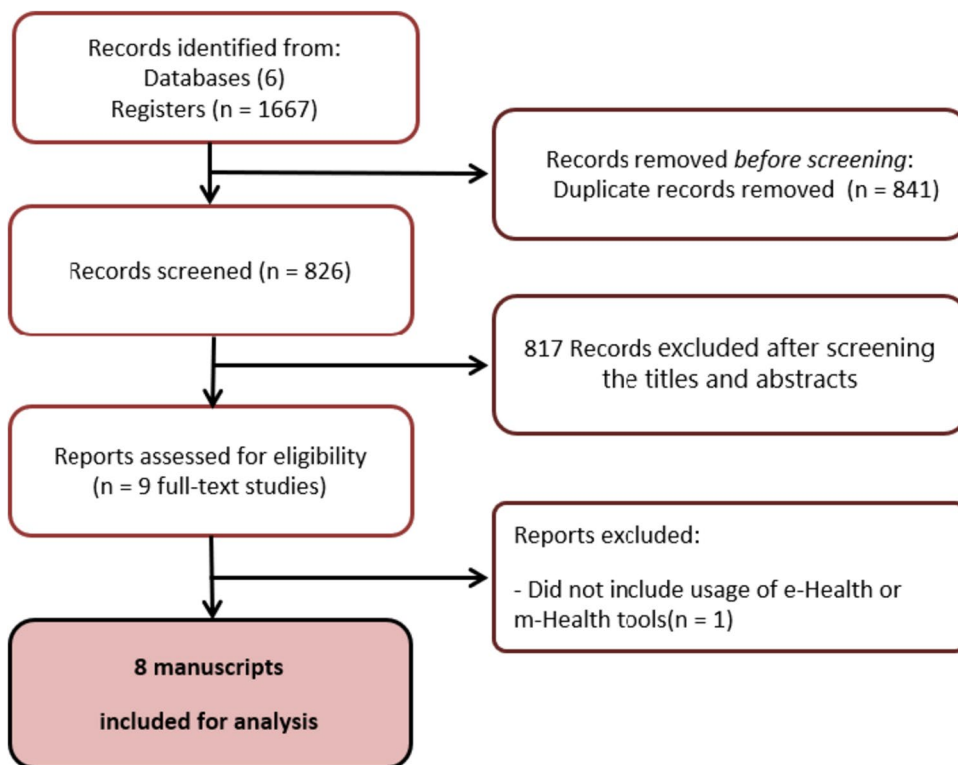 Records identified from:
Databases (6)
Registers (n = 1667)
Records removed before screening:
Duplicate records removed (n = 841)
Records screened (n = 826)
817 Records excluded after screening
the titles and abstracts
Reports assessed for eligibility
(n = 9 full-text studies)
Reports excluded:
- Did not include usage of e-Health or
m-Health tools(n = 1)
8 manuscripts
included for analysis